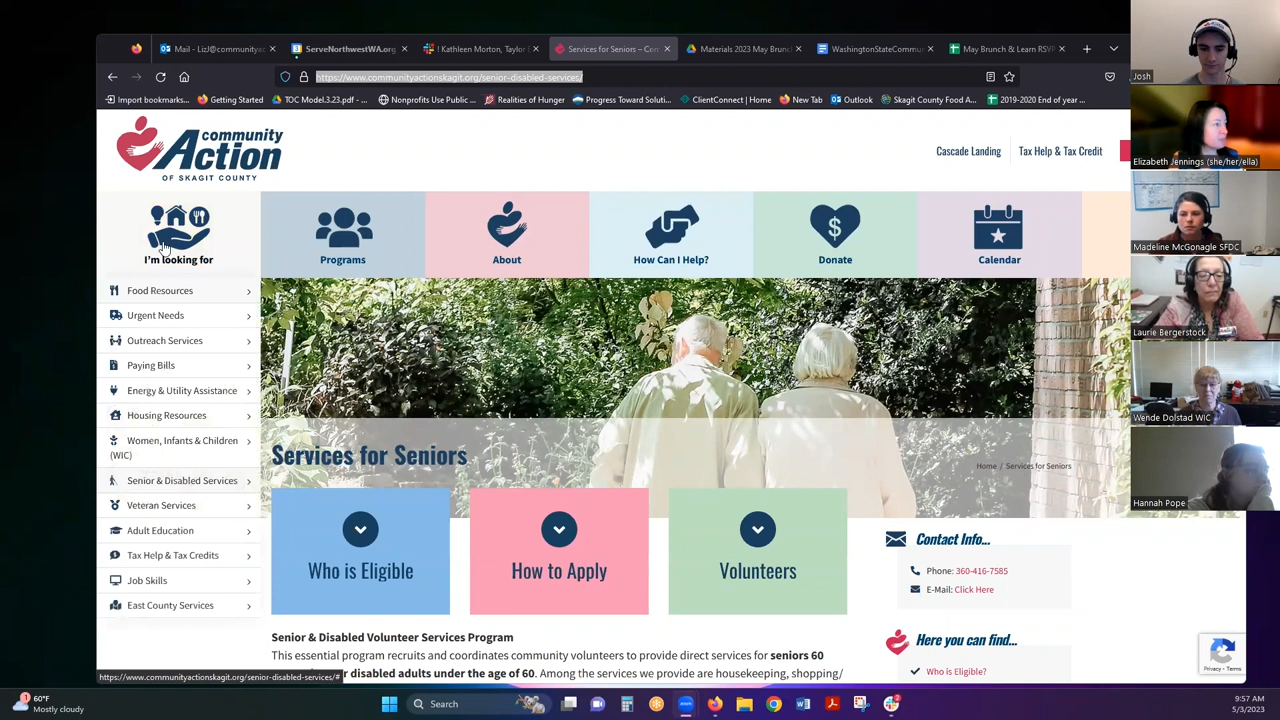 Mail - LizJ@communityac
ServeNorthwestWA.org
! Kathleen Morton, Taylor E
Services for Seniors – Con
Materials 2023 May Brunch &
WashingtonStateCommu
May Brunch & Learn RSVP
https://www.communityactionskagit.org/senior-disabled-services/
Import bookmarks...
Getting Started
TOC Model.3.23.pdf - ...
Nonprofits Use Public ...
Realities of Hunger
Progress Toward Soluti...
ClientConnect | Home
New Tab
Outlook
Skagit County Food A...
2019-2020 End of year ...
community
Action
OF SKAGIT COUNTY
Cascade Landing
Tax Help & Tax Credit
I'm looking for
Programs
About
How Can I Help?
Donate
Calendar
Food Resources
Urgent Needs
Outreach Services
Paying Bills
Energy & Utility Assistance
Housing Resources
Women, Infants & Children
(WIC)
Senior & Disabled Services
Veteran Services
Adult Education
Tax Help & Tax Credits
Job Skills
East County Services
Services for Seniors
Home / Services for Seniors
Who is Eligible
How to Apply
Volunteers
Contact Info...
Phone: 360-416-7585
E-Mail: Click Here
Here you can find...
Who is Eligible?
Senior & Disabled Volunteer Services Program
This essential program recruits and coordinates
unity volunteers to provide direct services for seniors 60
r disabled adults under the age of 60. Among the services we provide are housekeeping, shopping/
https://www.communityactionskagit.org/senior-disabled-services/#
Privacy - Terms
Josh
Elizabeth Jennings (she/her/ella)
Madeline McGonagle SFDC
Laurie Bergerstock
Wende Dolstad WIC
Hannah Pope
1
60°F
Mostly cloudy
Search
zoom
2
9:57 AM
5/3/2023